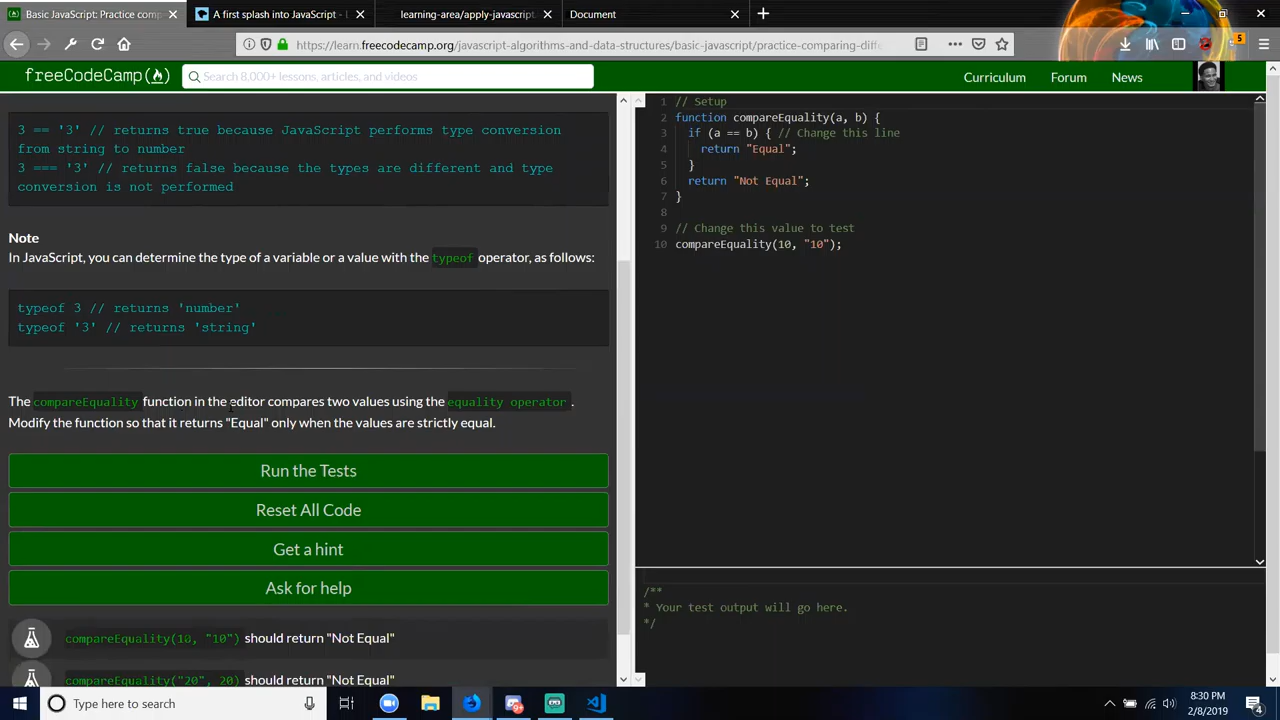 Basic JavaScript: Practice comp
A first splash into JavaScript - L
learning-area/apply-javascript.
Document
https://learn.freecodecamp.org/javascript-algorithms-and-data-structures/basic-javascript/practice-comparing-diffe
5
freeCodeCamp
Search 8,000+ lessons, articles, and videos
Curriculum
Forum
News
3 == '3' // returns true because JavaScript performs type conversion
from string to number
3 === '3' // returns false because the types are different and type
conversion is not performed
Note
In JavaScript, you can determine the type of a variable or a value with the typeof operator, as follows:
typeof 3 // returns 'number'
typeof '3' // returns 'string'
The compareEquality function in the editor compares two values using the equality operator.
Modify the function so that it returns "Equal" only when the values are strictly equal.
Run the Tests
Reset All Code
Get a hint
Ask for help
compareEquality(10, "10") should return "Not Equal"
compareEquality("20", 20) should return "Not Equal"
1 // Setup
2 function compareEquality(a, b) {
3 if (a == b) { // Change this line
4 return "Equal";
5 }
6 return "Not Equal";
7 }
8
9 // Change this value to test
10 compareEquality(10, "10");
/**
* Your test output will go here.
*/
Type here to search
8:30 PM
2/8/2019
4